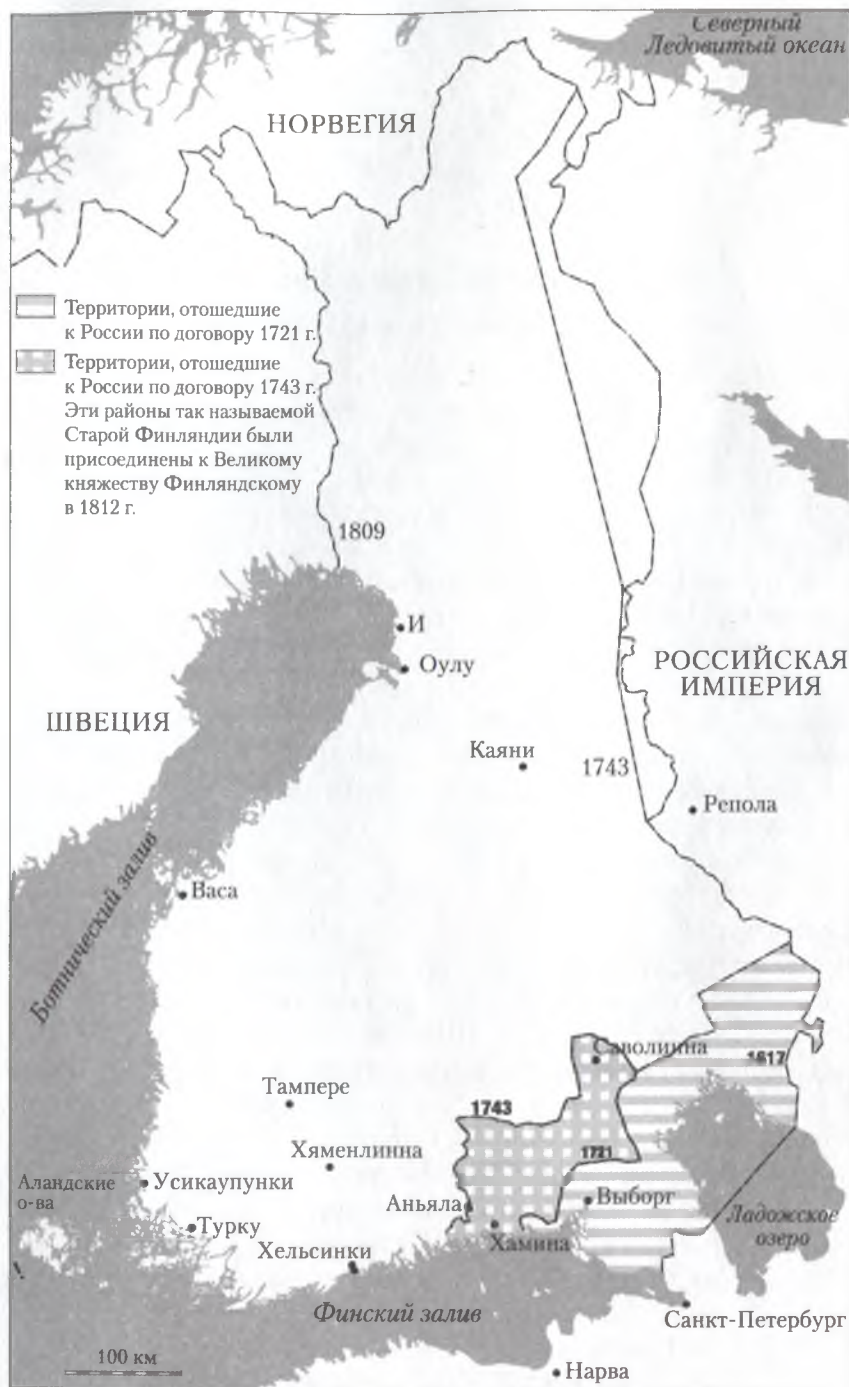 Северный
Ледовитый океан
НОРВЕГИЯ
Территории, отошедшие
к России по договору 1721 г.
Территории, отошедшие
к России по договору 1743 г.
Эти районы так называемой
Старой Финляндии были
присоединены к Великому
княжеству Финляндскому
в 1812 г.
1809
И
Оулу
РОССИЙСКАЯ
ИМПЕРИЯ
ШВЕЦИЯ
Каяни
1743
Репола
Васа
Ботнический залив
Саволинна
1617
Тампере
1743
1721
Хяменлинна
Аландские
о-ва
Усикаупунки
Аньяла
Выборг
Турку
Хамина
Ладожское
озеро
Хельсинки
Финский залив
Санкт-Петербург
100 км
Нарва